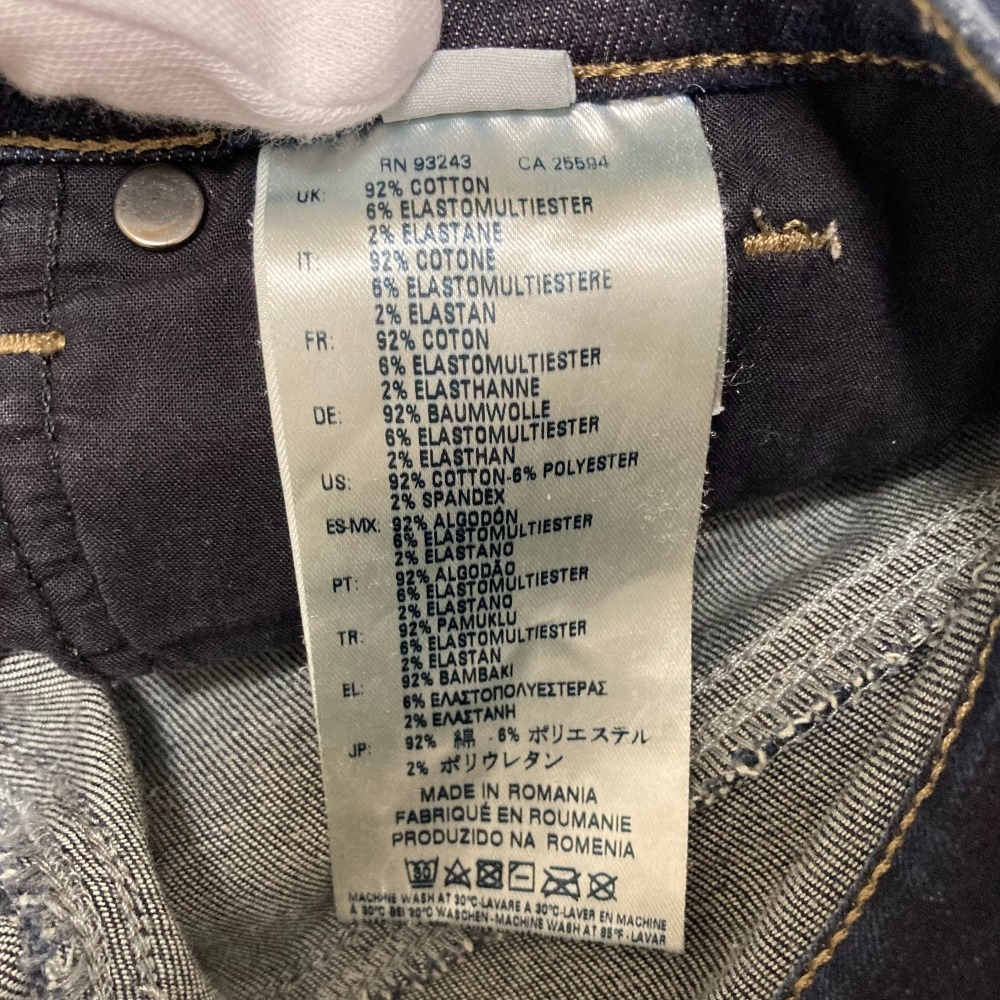 RN 93243 CA 25594
UK: 92% COTTON
6% ELASTOMULTIESTER
2% ELASTANE
IT: 92% COTONE
6% ELASTOMULTIESTERE
2% ELASTAN
FR: 92% COTON
6% ELASTOMULTIESTER
2% ELASTHANNE
DE: 92% BAUMWOLLE
6% ELASTOMULTIESTER
2% ELASTHAN
US: 92% COTTON-6% POLYESTER
2% SPANDEX
ES-MX: 92% ALGODÓN
6% ELASTOMULTIESTER
2% ELASTANO
PT: 92% ALGODÃO
6% ELASTOMULTIESTER
2% ELASTANO
TR: 92% PAMUKLU
6% ELASTOMULTIESTER
2% ELASTAN
EL: 92% BAMBAKI
6% ΕΛΑΣΤΟΠΟΛΥΕΣΤΕΡΑΣ
2% ΕΛΑΣΤΑΝΗ
JP: 92% 綿 - 6% ポリエステル
2% ポリウレタン
MADE IN ROMANIA
FABRIQUÉ EN ROUMANIE
PRODUZIDO NA ROMENIA
30
MACHINE WASH AT 30°C-LAVARE A 30°C-LAVER EN MACHINE
A 30°C BEI 30°C WASCHEN-MACHINE WASH AT 85°F-LAVAR